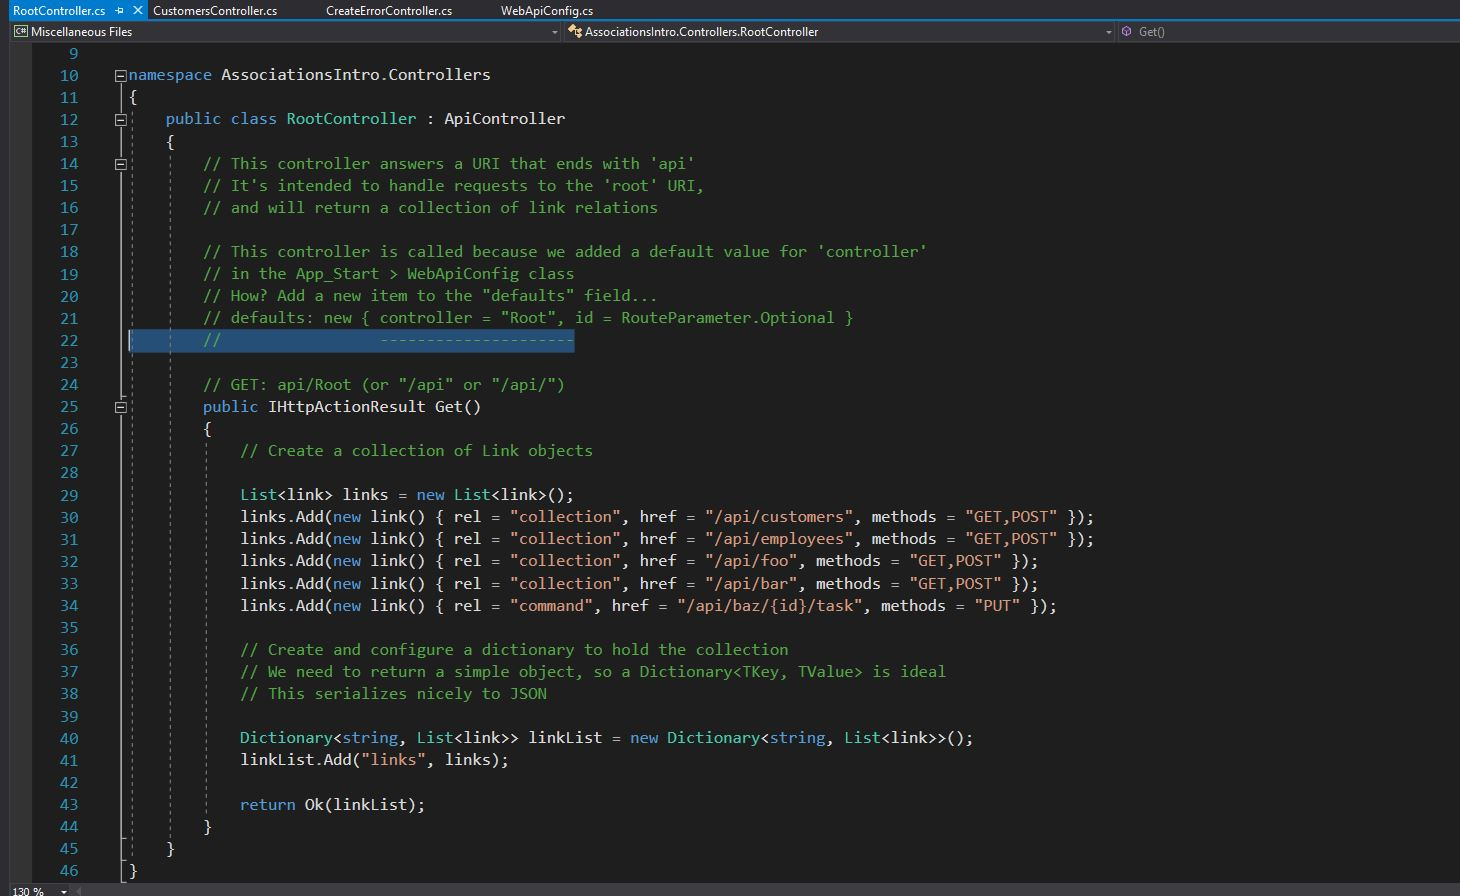 RootController.cs CustomersController.cs CreateErrorController.cs WebApiConfig.cs
C# Miscellaneous Files AssociationsIntro.Controllers.RootController Get()
9
10 namespace AssociationsIntro.Controllers
11 {
12 public class RootController : ApiController
13 {
14 // This controller answers a URI that ends with 'api'
15 // It's intended to handle requests to the 'root' URI,
16 // and will return a collection of link relations
17
18 // This controller is called because we added a default value for 'controller'
19 // in the App_Start > WebApiConfig class
20 // How? Add a new item to the "defaults" field...
21 // defaults: new { controller = "Root", id = RouteParameter.Optional }
22 // ---------------------
23
24 // GET: api/Root (or "/api" or "/api/")
25 public IHttpActionResult Get()
26 {
27 // Create a collection of Link objects
28
29 List<link> links = new List<link>();
30 links.Add(new link() { rel = "collection", href = "/api/customers", methods = "GET,POST" });
31 links.Add(new link() { rel = "collection", href = "/api/employees", methods = "GET,POST" });
32 links.Add(new link() { rel = "collection", href = "/api/foo", methods = "GET,POST" });
33 links.Add(new link() { rel = "collection", href = "/api/bar", methods = "GET,POST" });
34 links.Add(new link() { rel = "command", href = "/api/baz/{id}/task", methods = "PUT" });
35
36 // Create and configure a dictionary to hold the collection
37 // We need to return a simple object, so a Dictionary<TKey, TValue> is ideal
38 // This serializes nicely to JSON
39
40 Dictionary<string, List<link>> linkList = new Dictionary<string, List<link>>();
41 linkList.Add("links", links);
42
43 return Ok(linkList);
44 }
45 }
46 }
130 %